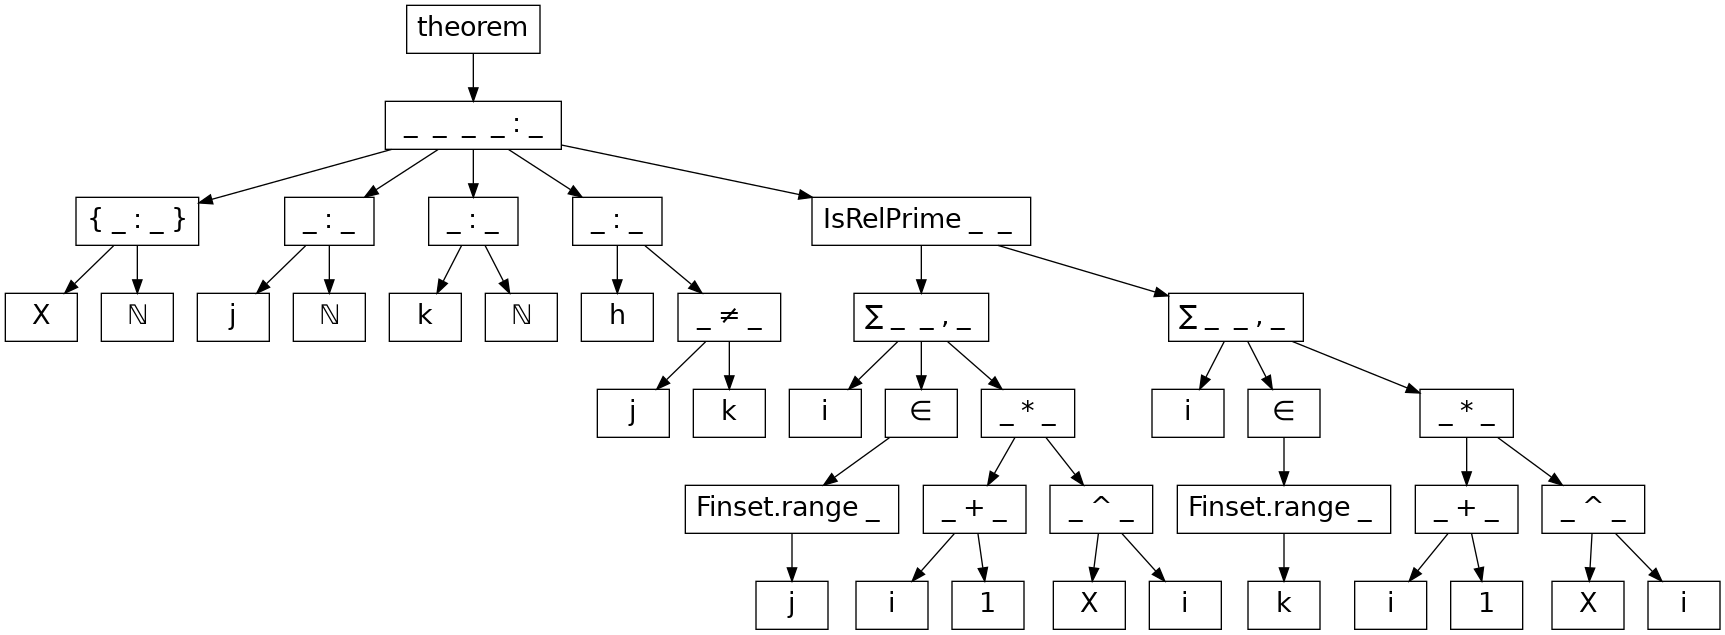 theorem
_ _ _ _ : _
{ _ : _ } _ : _ _ : _ _ : _ IsRelPrime _ _
X ℕ j ℕ k ℕ h _ ≠ _ ∑ _ _ , _ ∑ _ _ , _
j k i ∈ _ * _ i ∈ _ * _
Finset.range _ _ + _ _ ^ _ Finset.range _ _ + _ _ ^ _
j i 1 X i k i 1 X i